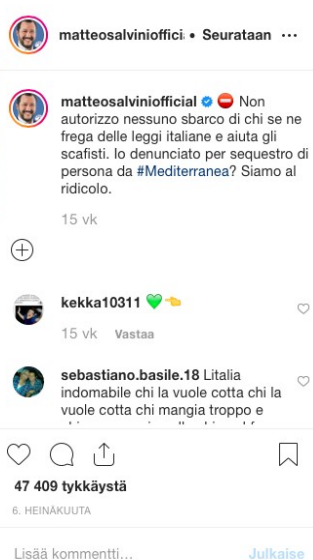 matteosalvinioffici • Seurataan ...
matteosalviniofficial Non
autorizzo nessuno sbarco di chi se ne
frega delle leggi italiane e aiuta gli
scafisti. Io denunciato per sequestro di
persona da #Mediterranea? Siamo al
ridicolo.
15 vk
kekka10311
15 vk Vastaa
sebastiano.basile.18 Litalia
indomabile chi la vuole cotta chi la
vuole cotta chi mangia troppo e
47 409 tykkäystä
6. HEINÄKUUTA
Lisää kommentti... Julkaise